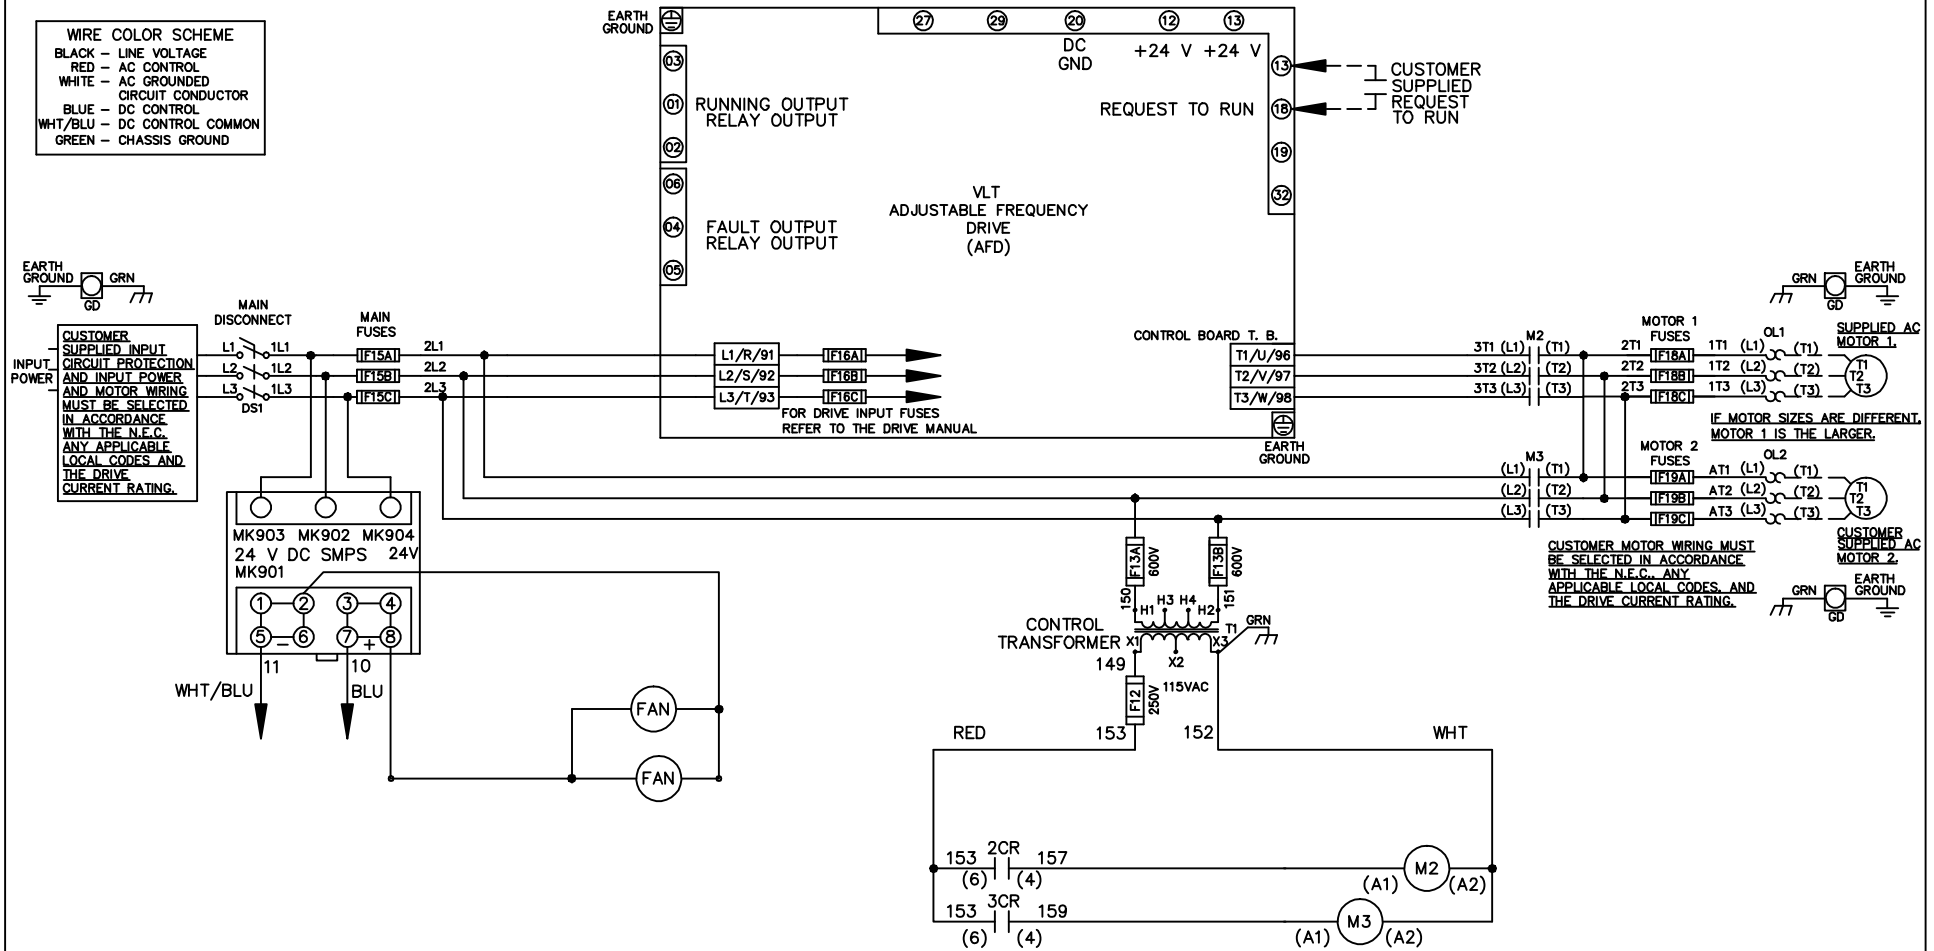 WIRE COLOR SCHEME
BLACK – LINE VOLTAGE
RED – AC CONTROL
WHITE – AC GROUNDED
CIRCUIT CONDUCTOR
BLUE – DC CONTROL
WHT/BLU – DC CONTROL COMMON
GREEN – CHASSIS GROUND
EARTH
GROUND
27 29 20 12 13
DC
GND
+24 V +24 V
03
01
02
RUNNING OUTPUT
RELAY OUTPUT
06
04
05
FAULT OUTPUT
RELAY OUTPUT
VLT
ADJUSTABLE FREQUENCY
DRIVE
(AFD)
REQUEST TO RUN
13
18
19
32
CUSTOMER
SUPPLIED
REQUEST
TO RUN
EARTH
GROUND
GRN
GD
CUSTOMER
SUPPLIED INPUT
CIRCUIT PROTECTION
AND INPUT POWER
AND MOTOR WIRING
MUST BE SELECTED
IN ACCORDANCE
WITH THE N.E.C.
ANY APPLICABLE
LOCAL CODES AND
THE DRIVE
CURRENT RATING.
INPUT
POWER
MAIN
DISCONNECT
L1 1L1
L2 1L2
L3 1L3
DS1
MAIN
FUSES
F15A 2L1
F15B 2L2
F15C 2L3
L1/R/91 F16A
L2/S/92 F16B
L3/T/93 F16C
FOR DRIVE INPUT FUSES
REFER TO THE DRIVE MANUAL
CONTROL BOARD T. B.
T1/U/96
T2/V/97
T3/W/98
EARTH
GROUND
M2
3T1 (L1) (T1)
3T2 (L2) (T2)
3T3 (L3) (T3)
MOTOR 1
FUSES
2T1 F18A 1T1 (L1) (T1)
2T2 F18B 1T2 (L2) (T2)
2T3 F18C 1T3 (L3) (T3)
OL1
T1
T2
T3
GRN
GD
EARTH
GROUND
SUPPLIED AC
MOTOR 1.
IF MOTOR SIZES ARE DIFFERENT,
MOTOR 1 IS THE LARGER.
M3
(L1) (T1)
(L2) (T2)
(L3) (T3)
MOTOR 2
FUSES
F19A AT1 (L1) (T1)
F19B AT2 (L2) (T2)
F19C AT3 (L3) (T3)
OL2
T1
T2
T3
CUSTOMER
SUPPLIED AC
MOTOR 2.
CUSTOMER MOTOR WIRING MUST
BE SELECTED IN ACCORDANCE
WITH THE N.E.C., ANY
APPLICABLE LOCAL CODES, AND
THE DRIVE CURRENT RATING.
GRN
GD
EARTH
GROUND
MK903 MK902 MK904
24 V DC SMPS 24V
MK901
1 2 3 4
5 – 6 7 + 8
11
10
WHT/BLU
BLU
FAN
FAN
F13A
600V
F13B
600V
150
151
H1 H3 H4 H2
CONTROL
TRANSFORMER
T1
GRN
X1
X2
X3
149
115VAC
F12
250V
153
152
RED
WHT
153 2CR 157
(6) (4)
M2
(A1) (A2)
153 3CR 159
(6) (4)
M3
(A1) (A2)